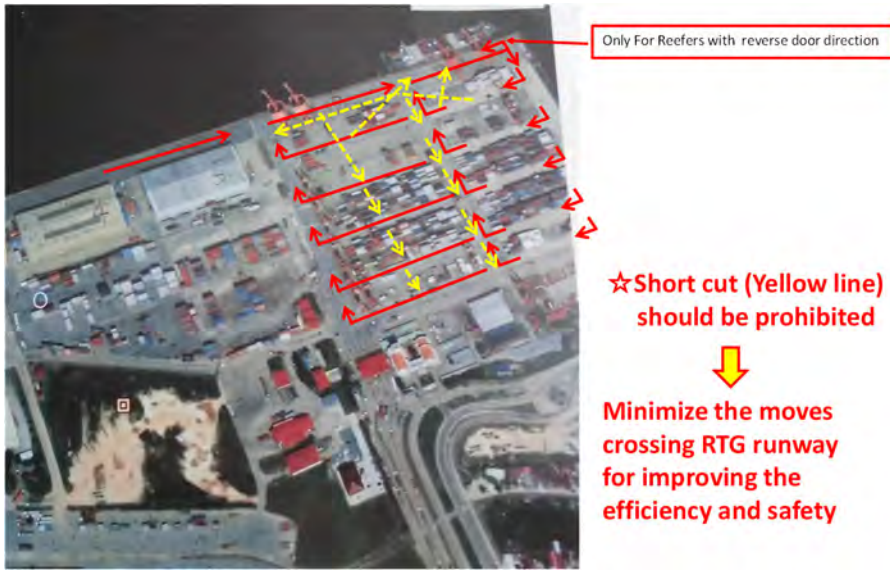 Only For Reefers with reverse door direction
☆Short cut (Yellow line)
should be prohibited
Minimize the moves
crossing RTG runway
for improving the
efficiency and safety